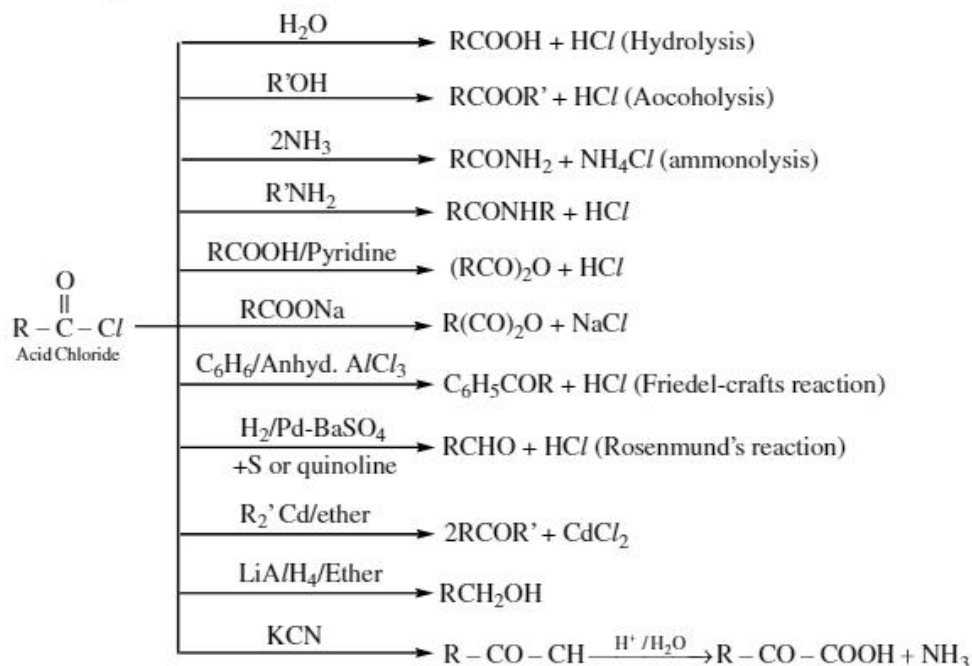 H₂O
RCOOH + HCl (Hydrolysis)
R'OH
RCOOR' + HCl (Aocoholysis)
2NH₃
RCONH₂ + NH₄Cl (ammonolysis)
R'NH₂
RCONHR + HCl
RCOOH/Pyridine
(RCO)₂O + HCl
O
||
R – C – Cl
Acid Chloride
RCOONa
R(CO)₂O + NaCl
C₆H₆/Anhyd. AlCl₃
C₆H₅COR + HCl (Friedel-crafts reaction)
H₂/Pd-BaSO₄
+S or quinoline
RCHO + HCl (Rosenmund's reaction)
R₂' Cd/ether
2RCOR' + CdCl₂
LiAlH₄/Ether
RCH₂OH
KCN
R – CO – CH H⁺/H₂O R – CO – COOH + NH₃